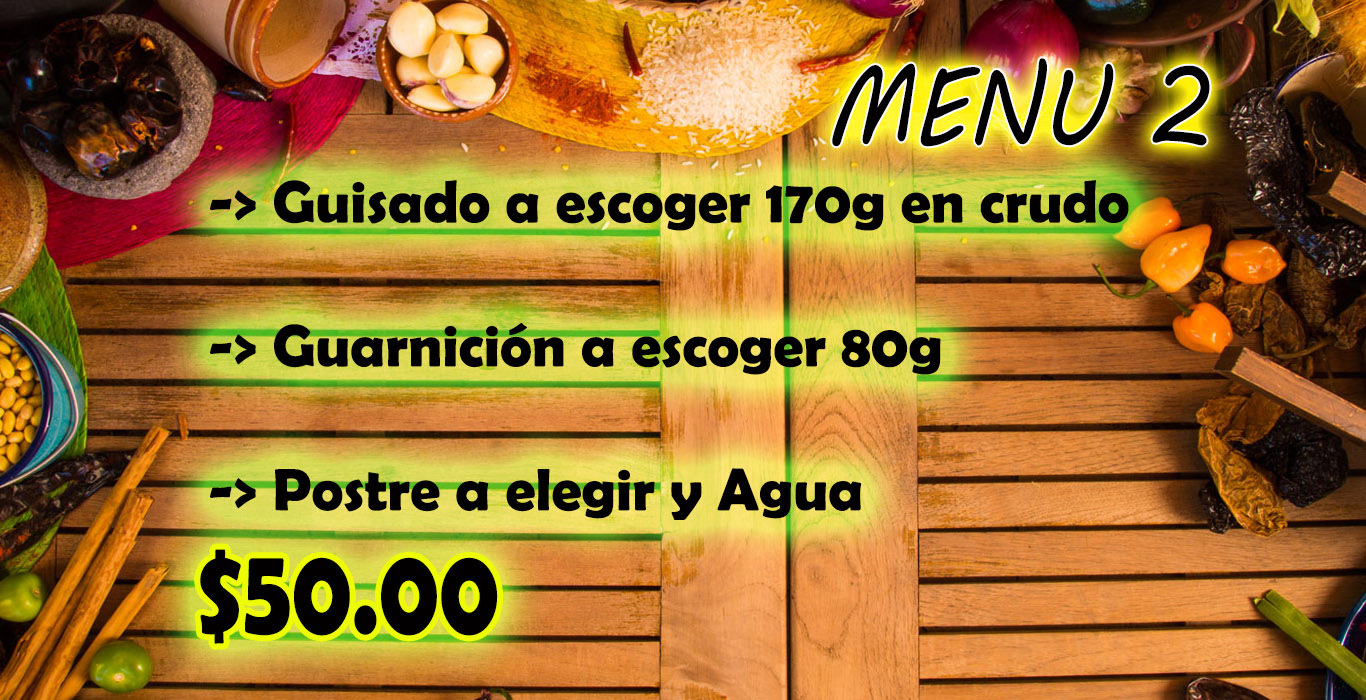 MENU 2
-> Guisado a escoger 170g en crudo
-> Guarnición a escoger 80g
-> Postre a elegir y Agua
$50.00